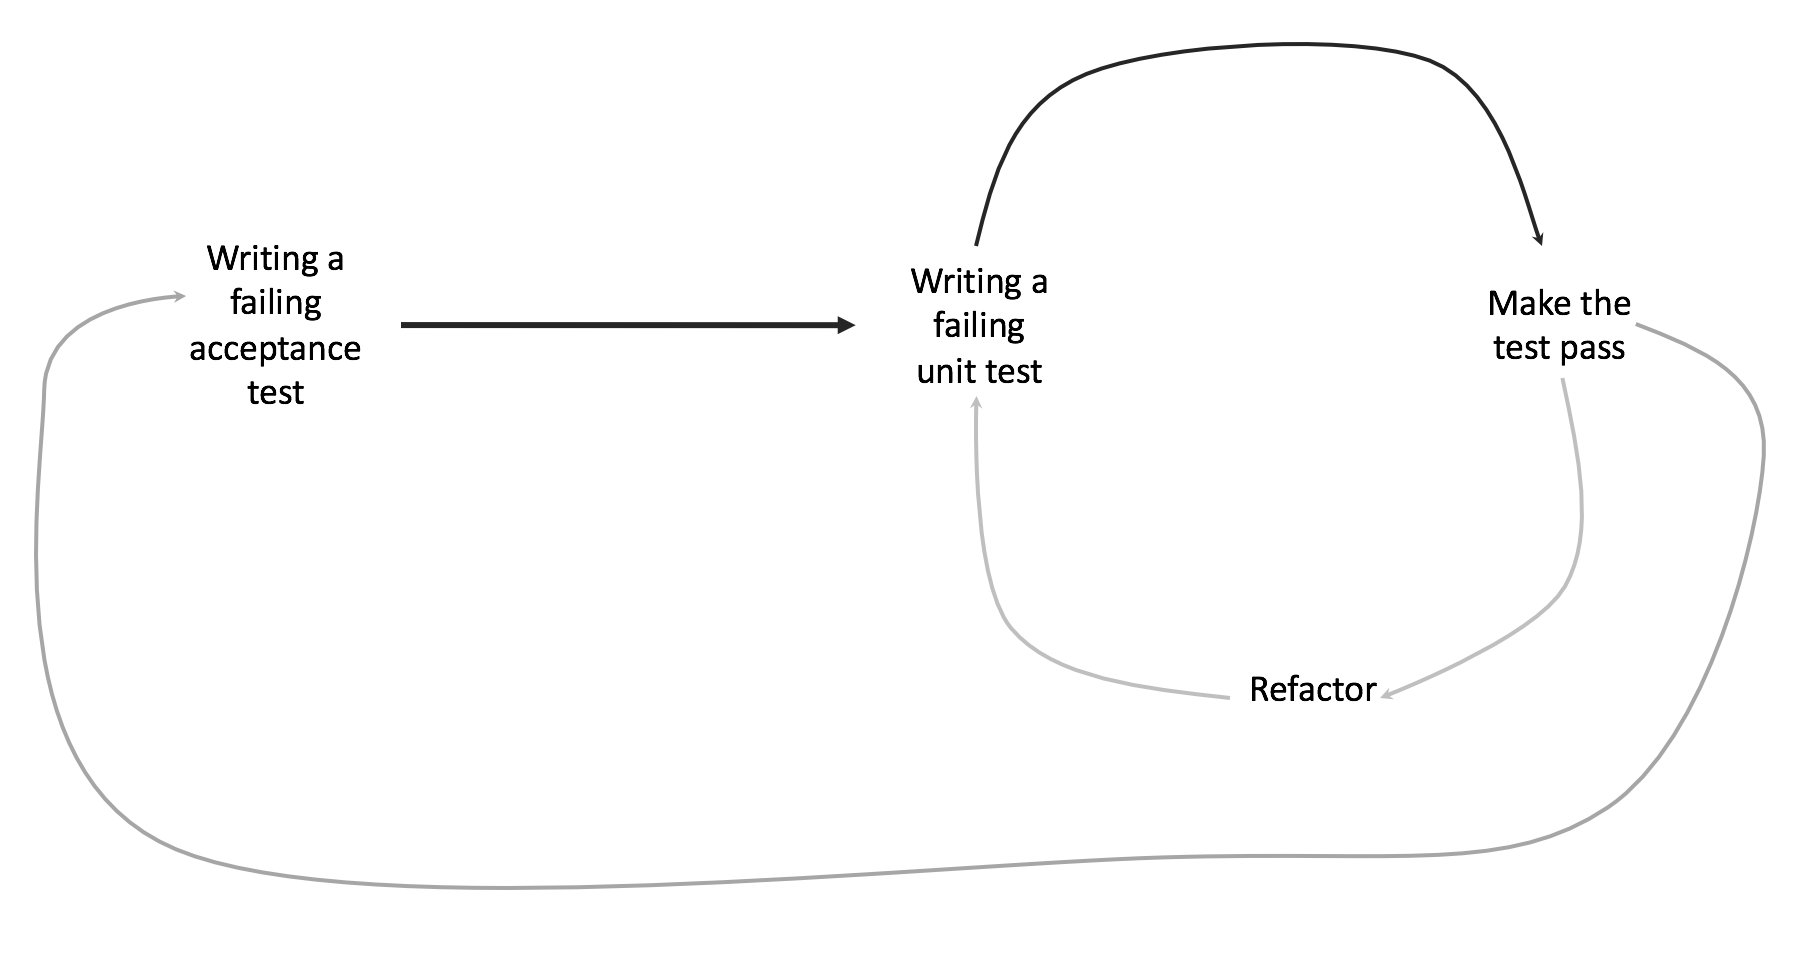 Writing a
failing
acceptance
test
Writing a
failing
unit test
Make the
test pass
Refactor